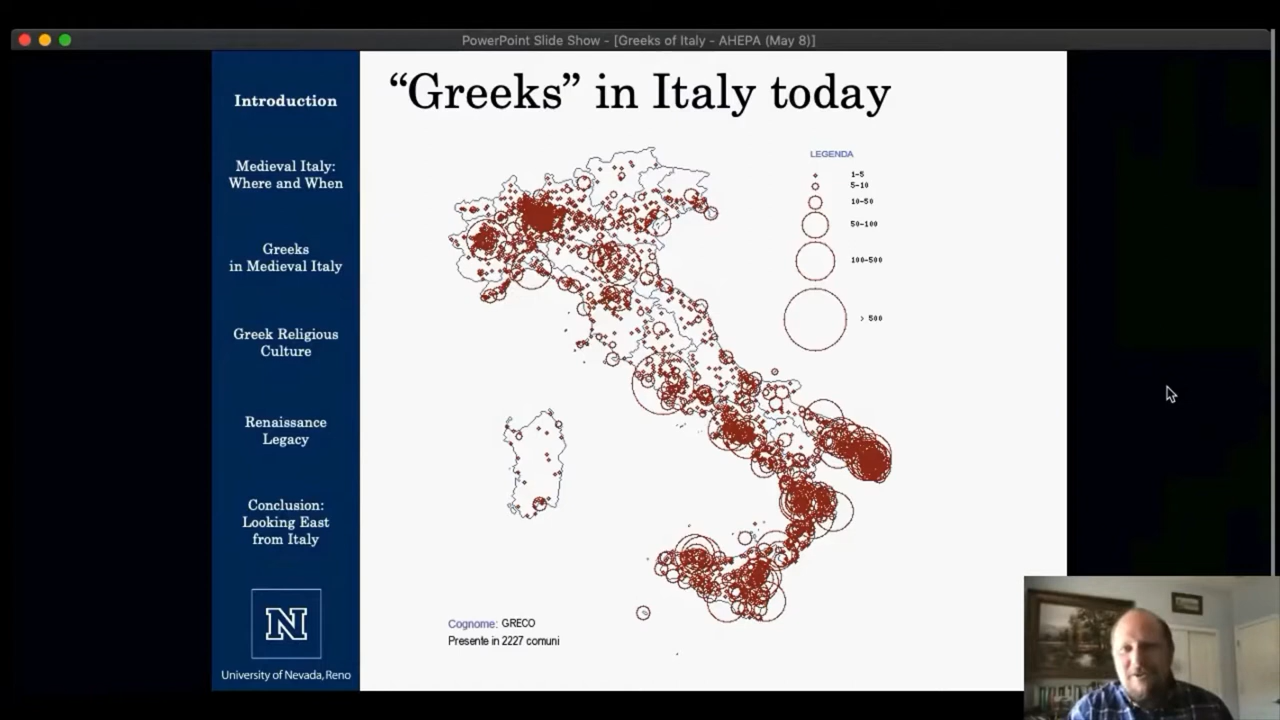 PowerPoint Slide Show - [Greeks of Italy - AHEPA (May 8)]
Introduction
Medieval Italy:
Where and When
Greeks
in Medieval Italy
Greek Religious
Culture
Renaissance
Legacy
Conclusion:
Looking East
from Italy
N
University of Nevada, Reno
“Greeks” in Italy today
LEGENDA
1-5
5-10
10-50
50-100
100-500
> 500
Cognome: GRECO
Presente in 2227 comuni